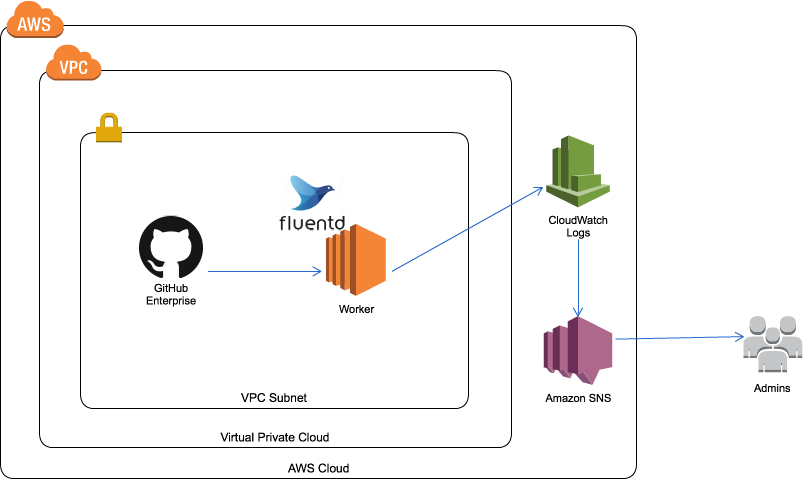 AWS
VPC
fluentd
GitHub
Enterprise
Worker
CloudWatch
Logs
Amazon SNS
Admins
VPC Subnet
Virtual Private Cloud
AWS Cloud